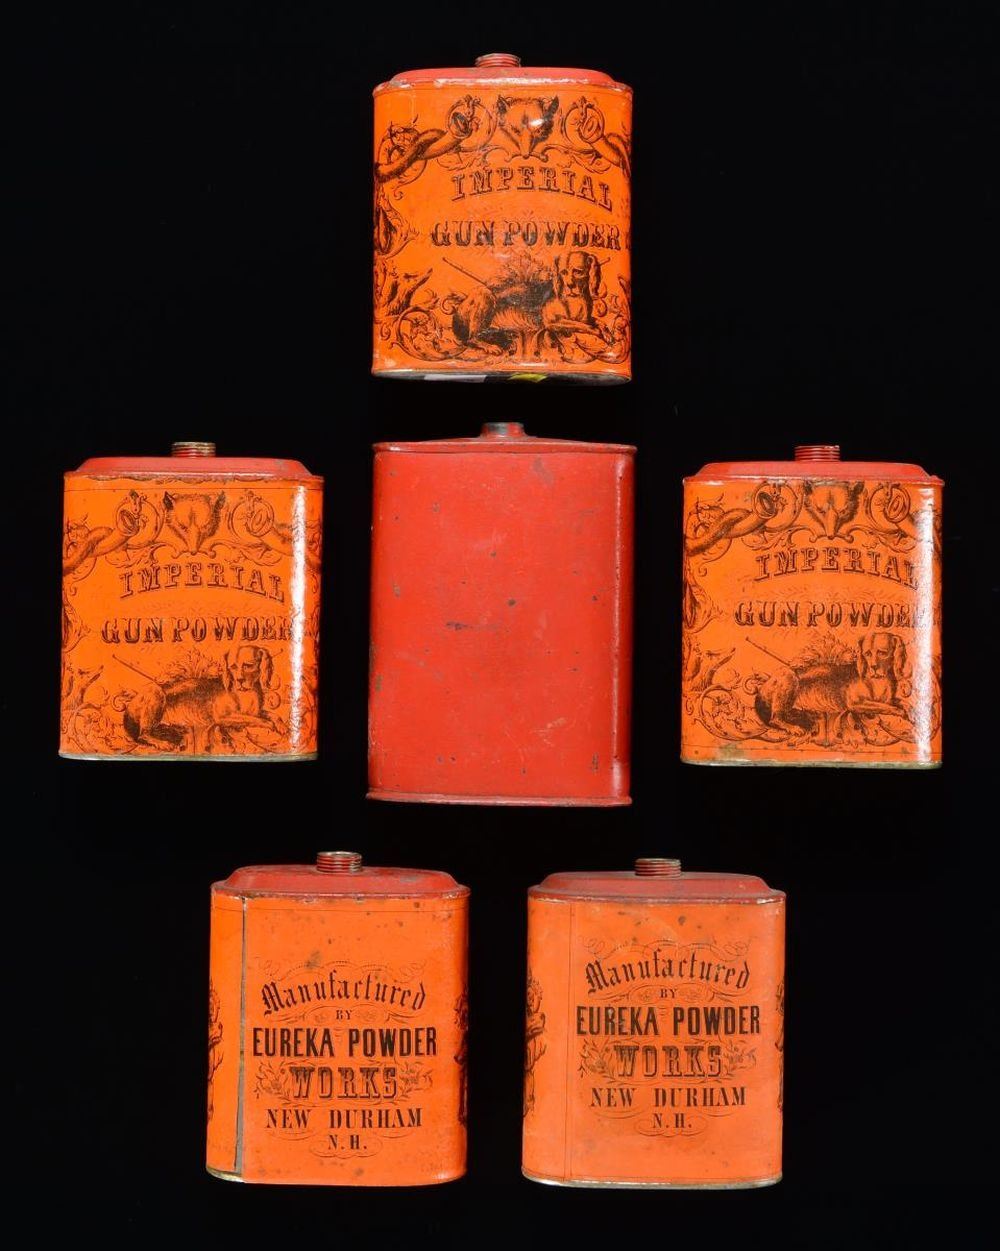 IMPERIAL
GUN POWDER
IMPERIAL
GUN POWDER
IMPERIAL
GUN POWDER
Manufactured
BY
EUREKA POWDER
WORKS
NEW DURHAM
N.H.
Manufactured
BY
EUREKA POWDER
WORKS
NEW DURHAM
N.H.